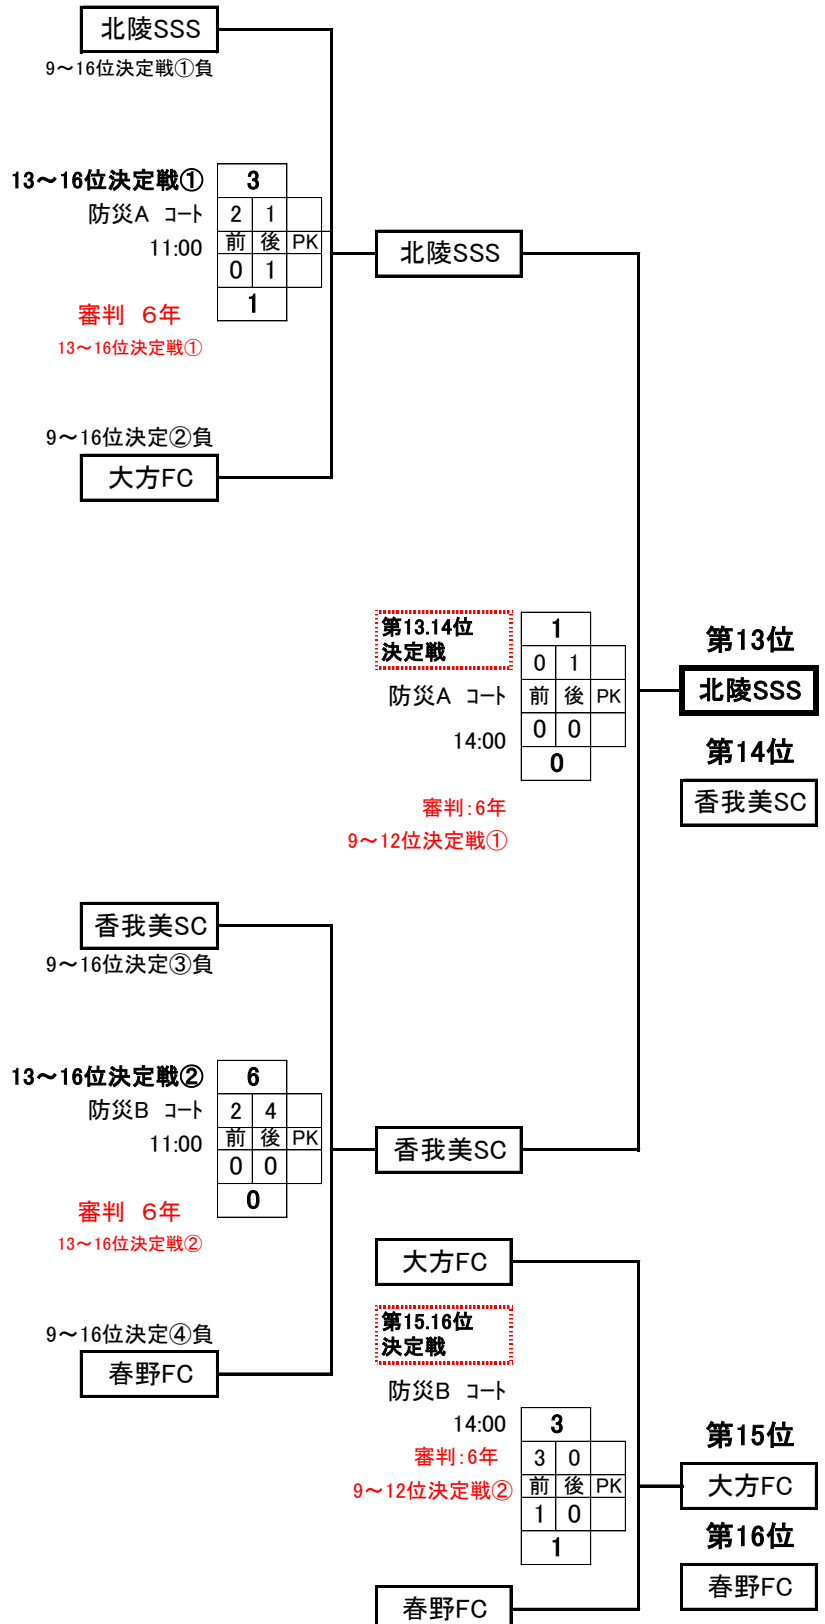 北陵SSS
9～16位決定戦①負
13～16位決定戦①
3
防災A コート
2 1
11:00
前 後 PK
0 1
1
審判 6年
13～16位決定戦①
北陵SSS
9～16位決定②負
大方FC
第13.14位
決定戦
1
0 1
防災A コート
前 後 PK
14:00
0 0
0
審判:6年
9～12位決定戦①
第13位
北陵SSS
第14位
香我美SC
香我美SC
9～16位決定③負
13～16位決定戦②
6
防災B コート
2 4
11:00
前 後 PK
0 0
0
審判 6年
13～16位決定戦②
香我美SC
9～16位決定④負
春野FC
大方FC
第15.16位
決定戦
防災B コート
14:00
3
審判:6年
3 0
9～12位決定戦②
前 後 PK
1 0
1
春野FC
第15位
大方FC
第16位
春野FC